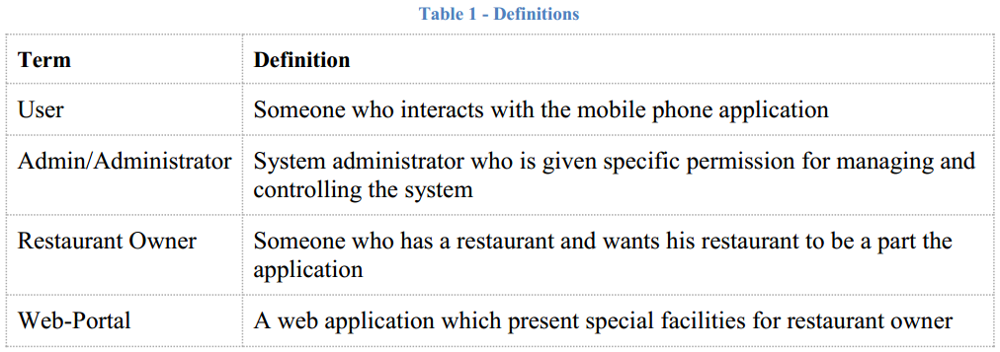 Table 1 - Definitions
Term Definition
User Someone who interacts with the mobile phone application
Admin/Administrator System administrator who is given specific permission for managing and
controlling the system
Restaurant Owner Someone who has a restaurant and wants his restaurant to be a part the
application
Web-Portal A web application which present special facilities for restaurant owner